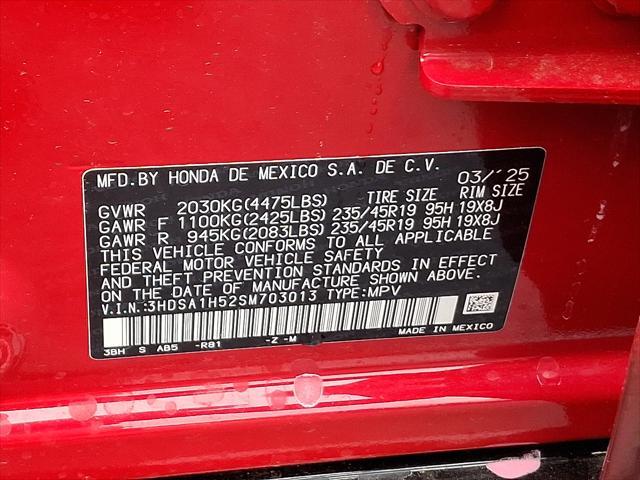 MFD.BY HONDA DE MEXICO S.A. DE C.V. 03/'25
GVWR 2030KG(4475LBS) TIRE SIZE RIM SIZE
GAWR F 1100KG(2425LBS) 235/45R19 95H 19X8J
GAWR R 945KG(2083LBS) 235/45R19 95H 19X8J
THIS VEHICLE CONFORMS TO ALL APPLICABLE
FEDERAL MOTOR VEHICLE SAFETY
AND THEFT PREVENTION STANDARDS IN EFFECT
ON THE DATE OF MANUFACTURE SHOWN ABOVE.
V.I.N.:3HDSA1H52SM703013 TYPE:MPV
MADE IN MEXICO
3BH S AB5 -R81 -Z -M